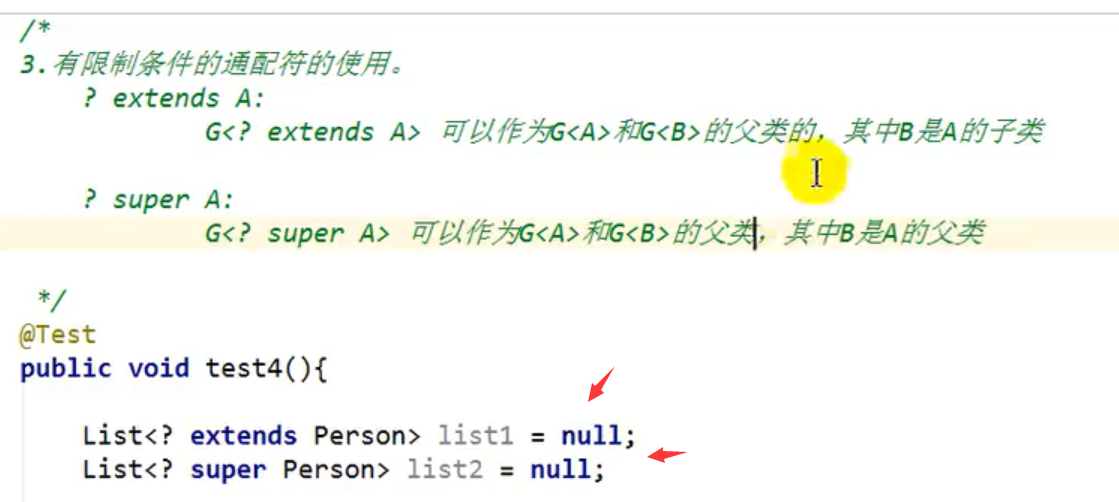 /*
3.有限制条件的通配符的使用。
? extends A:
G<? extends A> 可以作为G<A>和G<B>的父类的，其中B是A的子类
? super A:
G<? super A> 可以作为G<A>和G<B>的父类，其中B是A的父类
*/
@Test
public void test4(){
List<? extends Person> list1 = null;
List<? super Person> list2 = null;